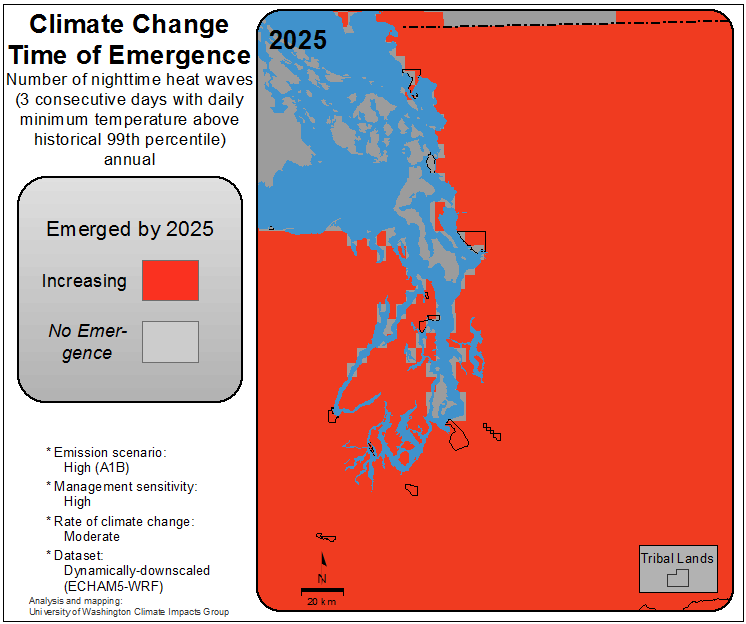 Climate Change
Time of Emergence
Number of nighttime heat waves
(3 consecutive days with daily
minimum temperature above
historical 99th percentile)
annual
Emerged by 2025
Increasing
No Emer-
gence
* Emission scenario:
High (A1B)
* Management sensitivity:
High
* Rate of climate change:
Moderate
* Dataset:
Dynamically-downscaled
(ECHAM5-WRF)
Analysis and mapping:
University of Washington Climate Impacts Group
2025
N
20 km
Tribal Lands